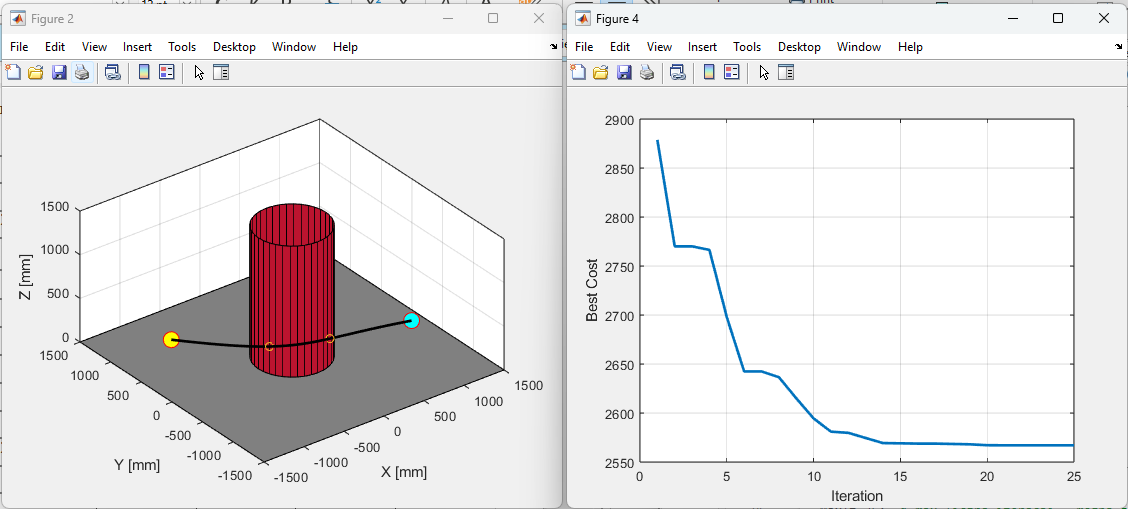 Figure 2
File Edit View Insert Tools Desktop Window Help
1500
1000
500
0
Z [mm]
1500
1000
500
0
-500
-1000
-1500
Y [mm]
-1500
-1000
-500
0
500
1000
1500
X [mm]
Figure 4
File Edit View Insert Tools Desktop Window Help
2900
2850
2800
2750
2700
2650
2600
2550
Best Cost
0 5 10 15 20 25
Iteration